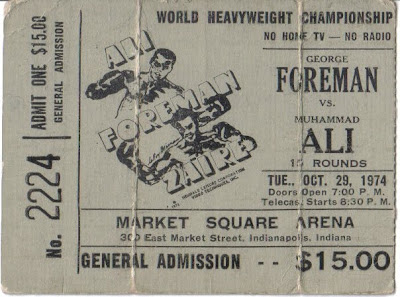 ADMIT ONE $15.00
GENERAL ADMISSION
No. 2224
WORLD HEAVYWEIGHT CHAMPIONSHIP
NO HOME TV — NO RADIO
ALI
FOREMAN
ZAIRE
GEORGE
FOREMAN
VS.
MUHAMMAD
ALI
15 ROUNDS
TUE., OCT. 29, 1974
Doors Open 7:00 P. M.
Telecast Starts 8:30 P. M.
MARKET SQUARE ARENA
300 East Market Street, Indianapolis, Indiana
GENERAL ADMISSION - - $15.00